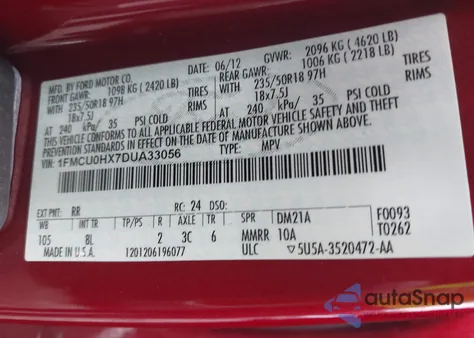 MFD. BY FORD MOTOR CO.
DATE: 06/12 GVWR: 2096 KG ( 4620 LB)
FRONT GAWR: 1098 KG ( 2420 LB) REAR GAWR: 1006 KG ( 2218 LB)
235/50R18 97H TIRES 235/50R18 97H TIRES
18x7.5J RIMS 18x7.5J RIMS
AT 240 kPa/ 35 PSI COLD AT 240 kPa/ 35 PSI COLD
THIS VEHICLE CONFORMS TO ALL APPLICABLE FEDERAL MOTOR VEHICLE SAFETY AND THEFT
PREVENTION STANDARDS IN EFFECT ON THE DATE OF MANUFACTURE SHOWN ABOVE.
VIN: 1FMCU0HX7DUA33056
TYPE: MPV
EXT PNT: RR RC: 24 DSO:
WB INT TR TP/PS R AXLE TR SPR DM21A F0093
105 8L 2 3C 6 MMRR 10A T0262
MADE IN U.S.A. 1201206196077 ULC 5U5A-3520472-AA
autoSnap